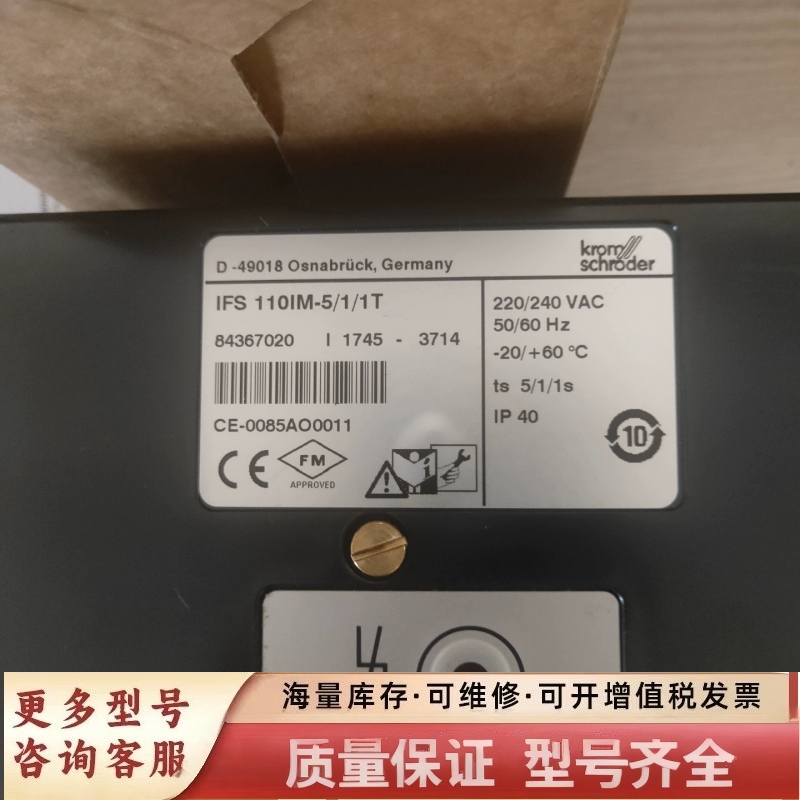 D -49018 Osnabrück, Germany
krom
schröder
IFS 110IM-5/1/1T
84367020 I 1745 - 3714
CE-0085AO0011
CE
FM
APPROVED
220/240 VAC
50/60 Hz
-20/+60 °C
ts 5/1/1s
IP 40
10
更多型号
咨询客服
海量库存·可维修·可开增值税发票
质量保证 型号齐全